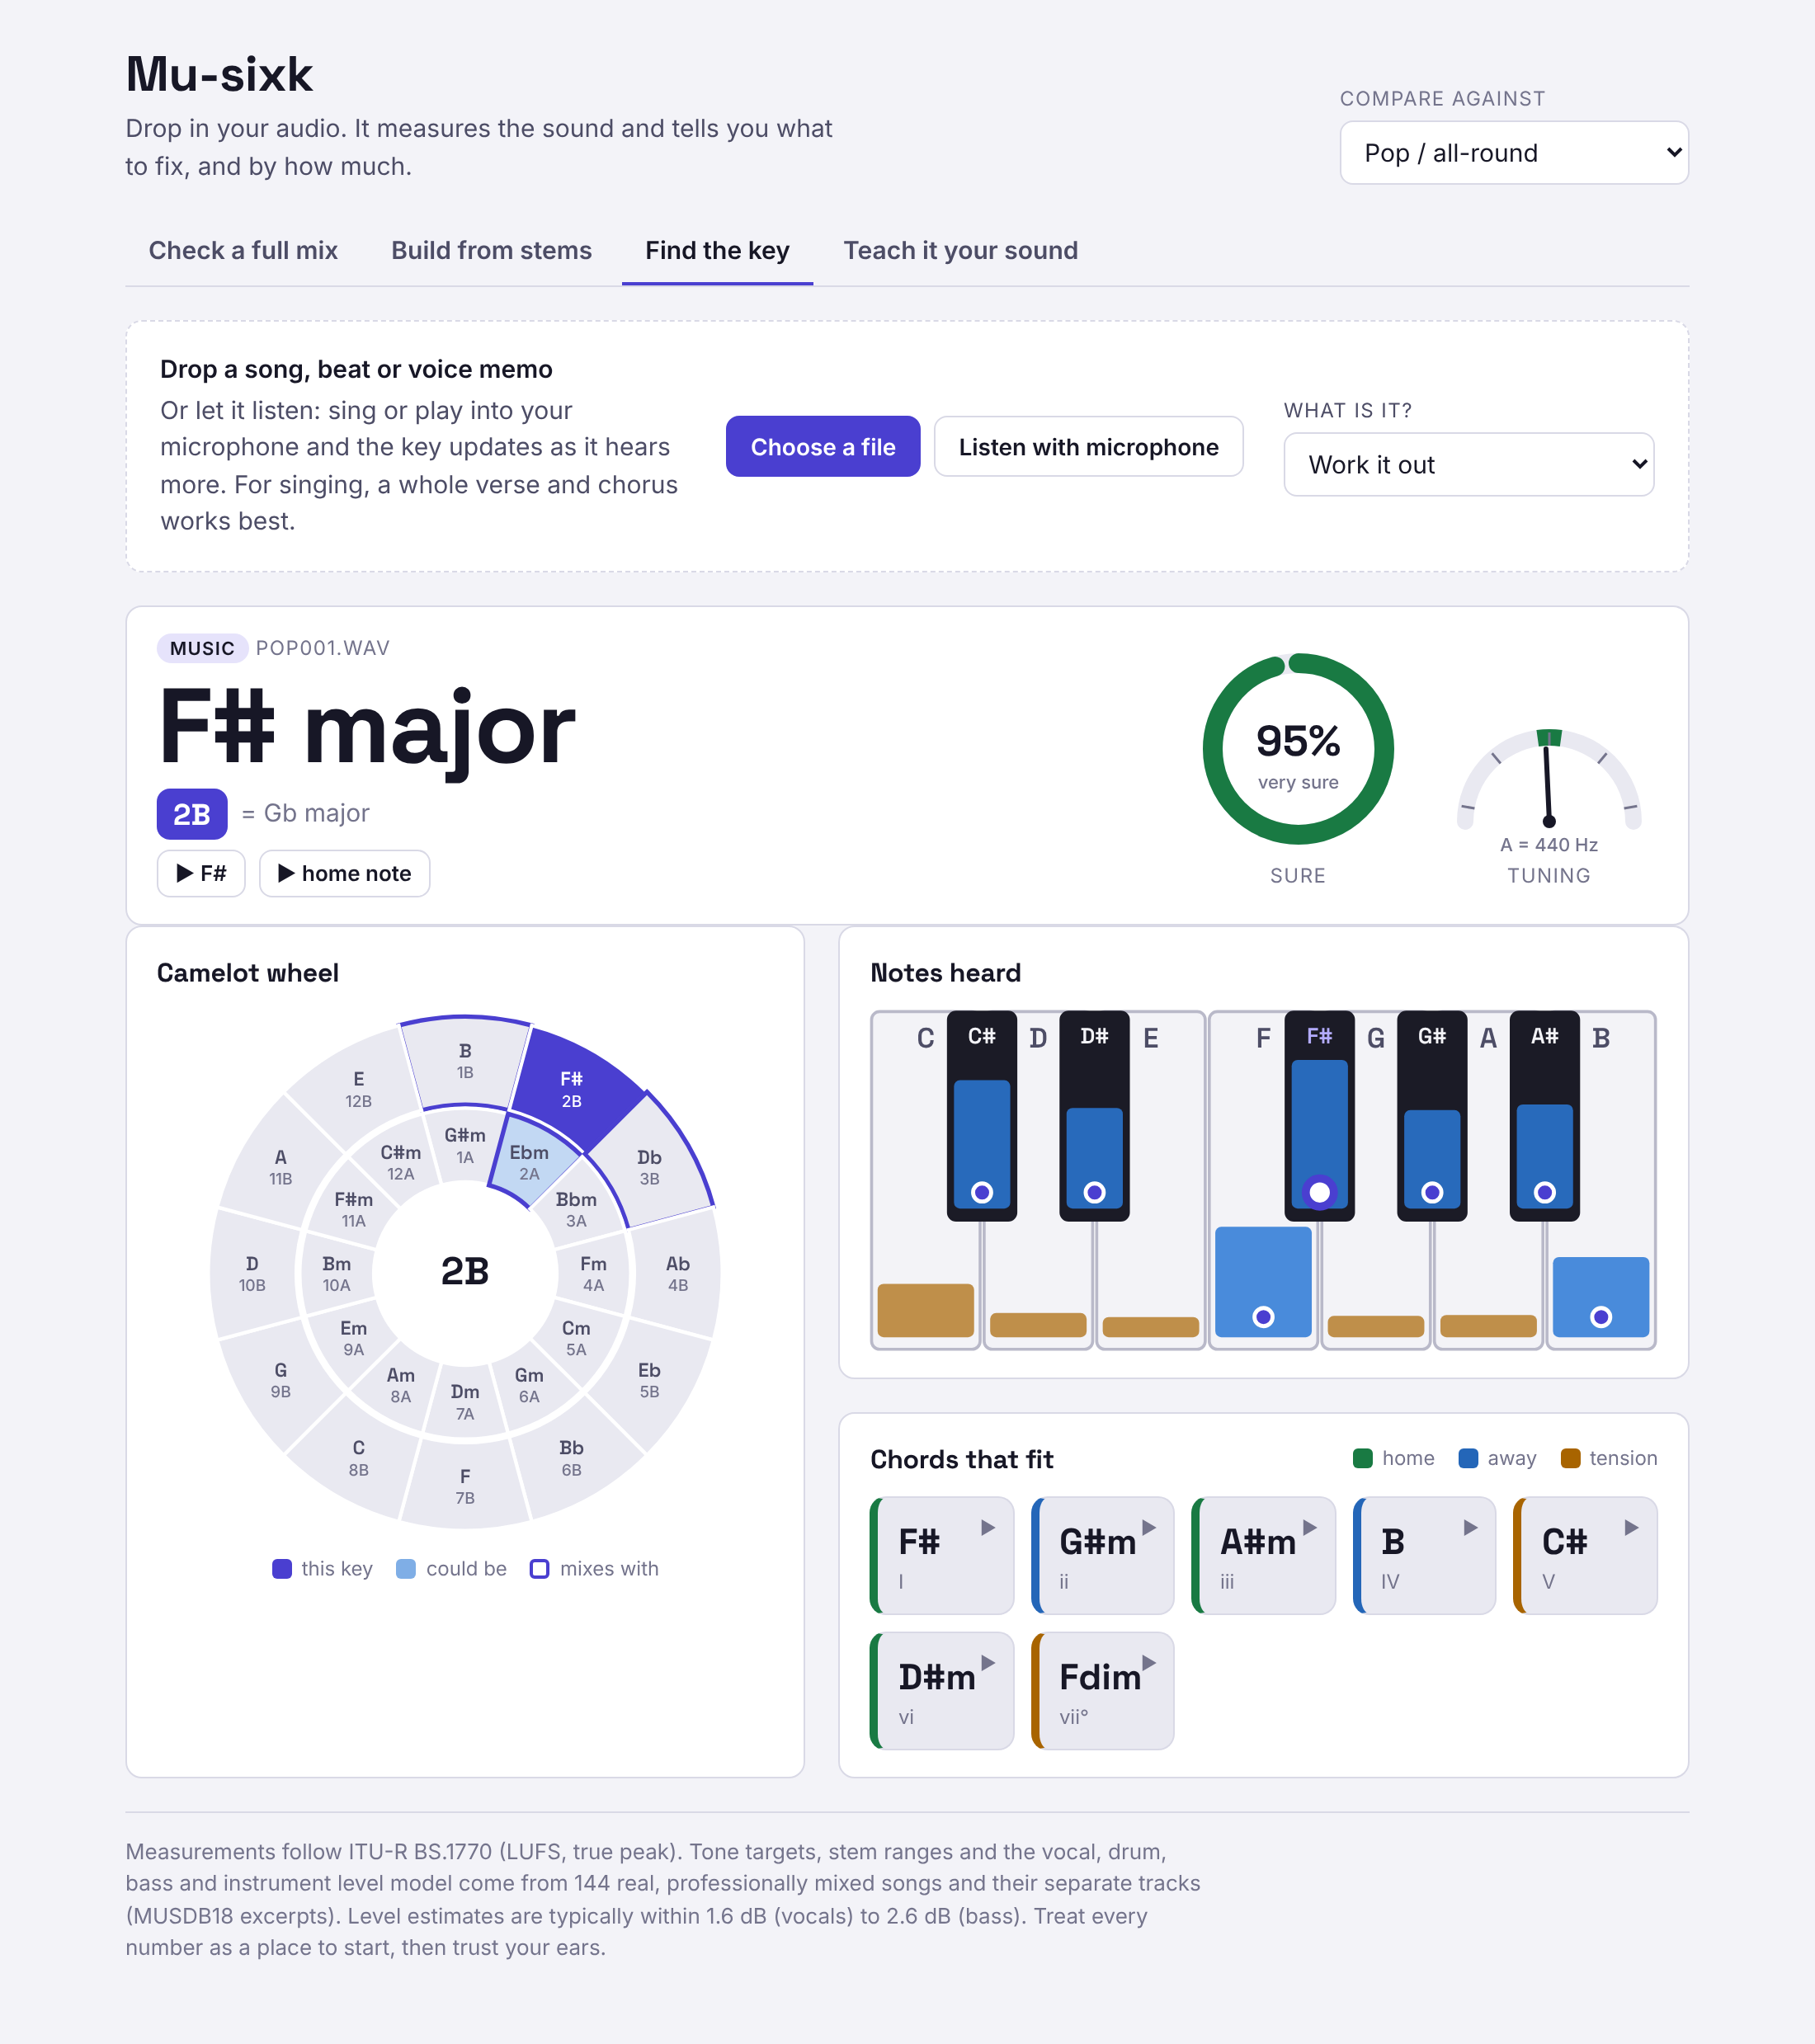 Mu-sixk
Drop in your audio. It measures the sound and tells you what
to fix, and by how much.
COMPARE AGAINST
Pop / all-round
Check a full mix
Build from stems
Find the key
Teach it your sound
Drop a song, beat or voice memo
Or let it listen: sing or play into your
microphone and the key updates as it hears
more. For singing, a whole verse and chorus
works best.
Choose a file
Listen with microphone
WHAT IS IT?
Work it out
MUSIC POP001.WAV
F# major
2B = Gb major
▶ F#
▶ home note
95%
very sure
SURE
A = 440 Hz
TUNING
Camelot wheel
B
1B
F#
2B
Db
3B
Ab
4B
Eb
5B
Bb
6B
F
7B
C
8B
G
9B
D
10B
A
11B
E
12B
G#m
1A
Ebm
2A
Bbm
3A
Fm
4A
Cm
5A
Gm
6A
Dm
7A
Am
8A
Em
9A
Bm
10A
F#m
11A
C#m
12A
2B
this key
could be
mixes with
Notes heard
C C# D D# E F F# G G# A A# B
Chords that fit
home
away
tension
F#
I
G#m
ii
A#m
iii
B
IV
C#
V
D#m
vi
Fdim
vii°
Measurements follow ITU-R BS.1770 (LUFS, true peak). Tone targets, stem ranges and the vocal, drum,
bass and instrument level model come from 144 real, professionally mixed songs and their separate tracks
(MUSDB18 excerpts). Level estimates are typically within 1.6 dB (vocals) to 2.6 dB (bass). Treat every
number as a place to start, then trust your ears.